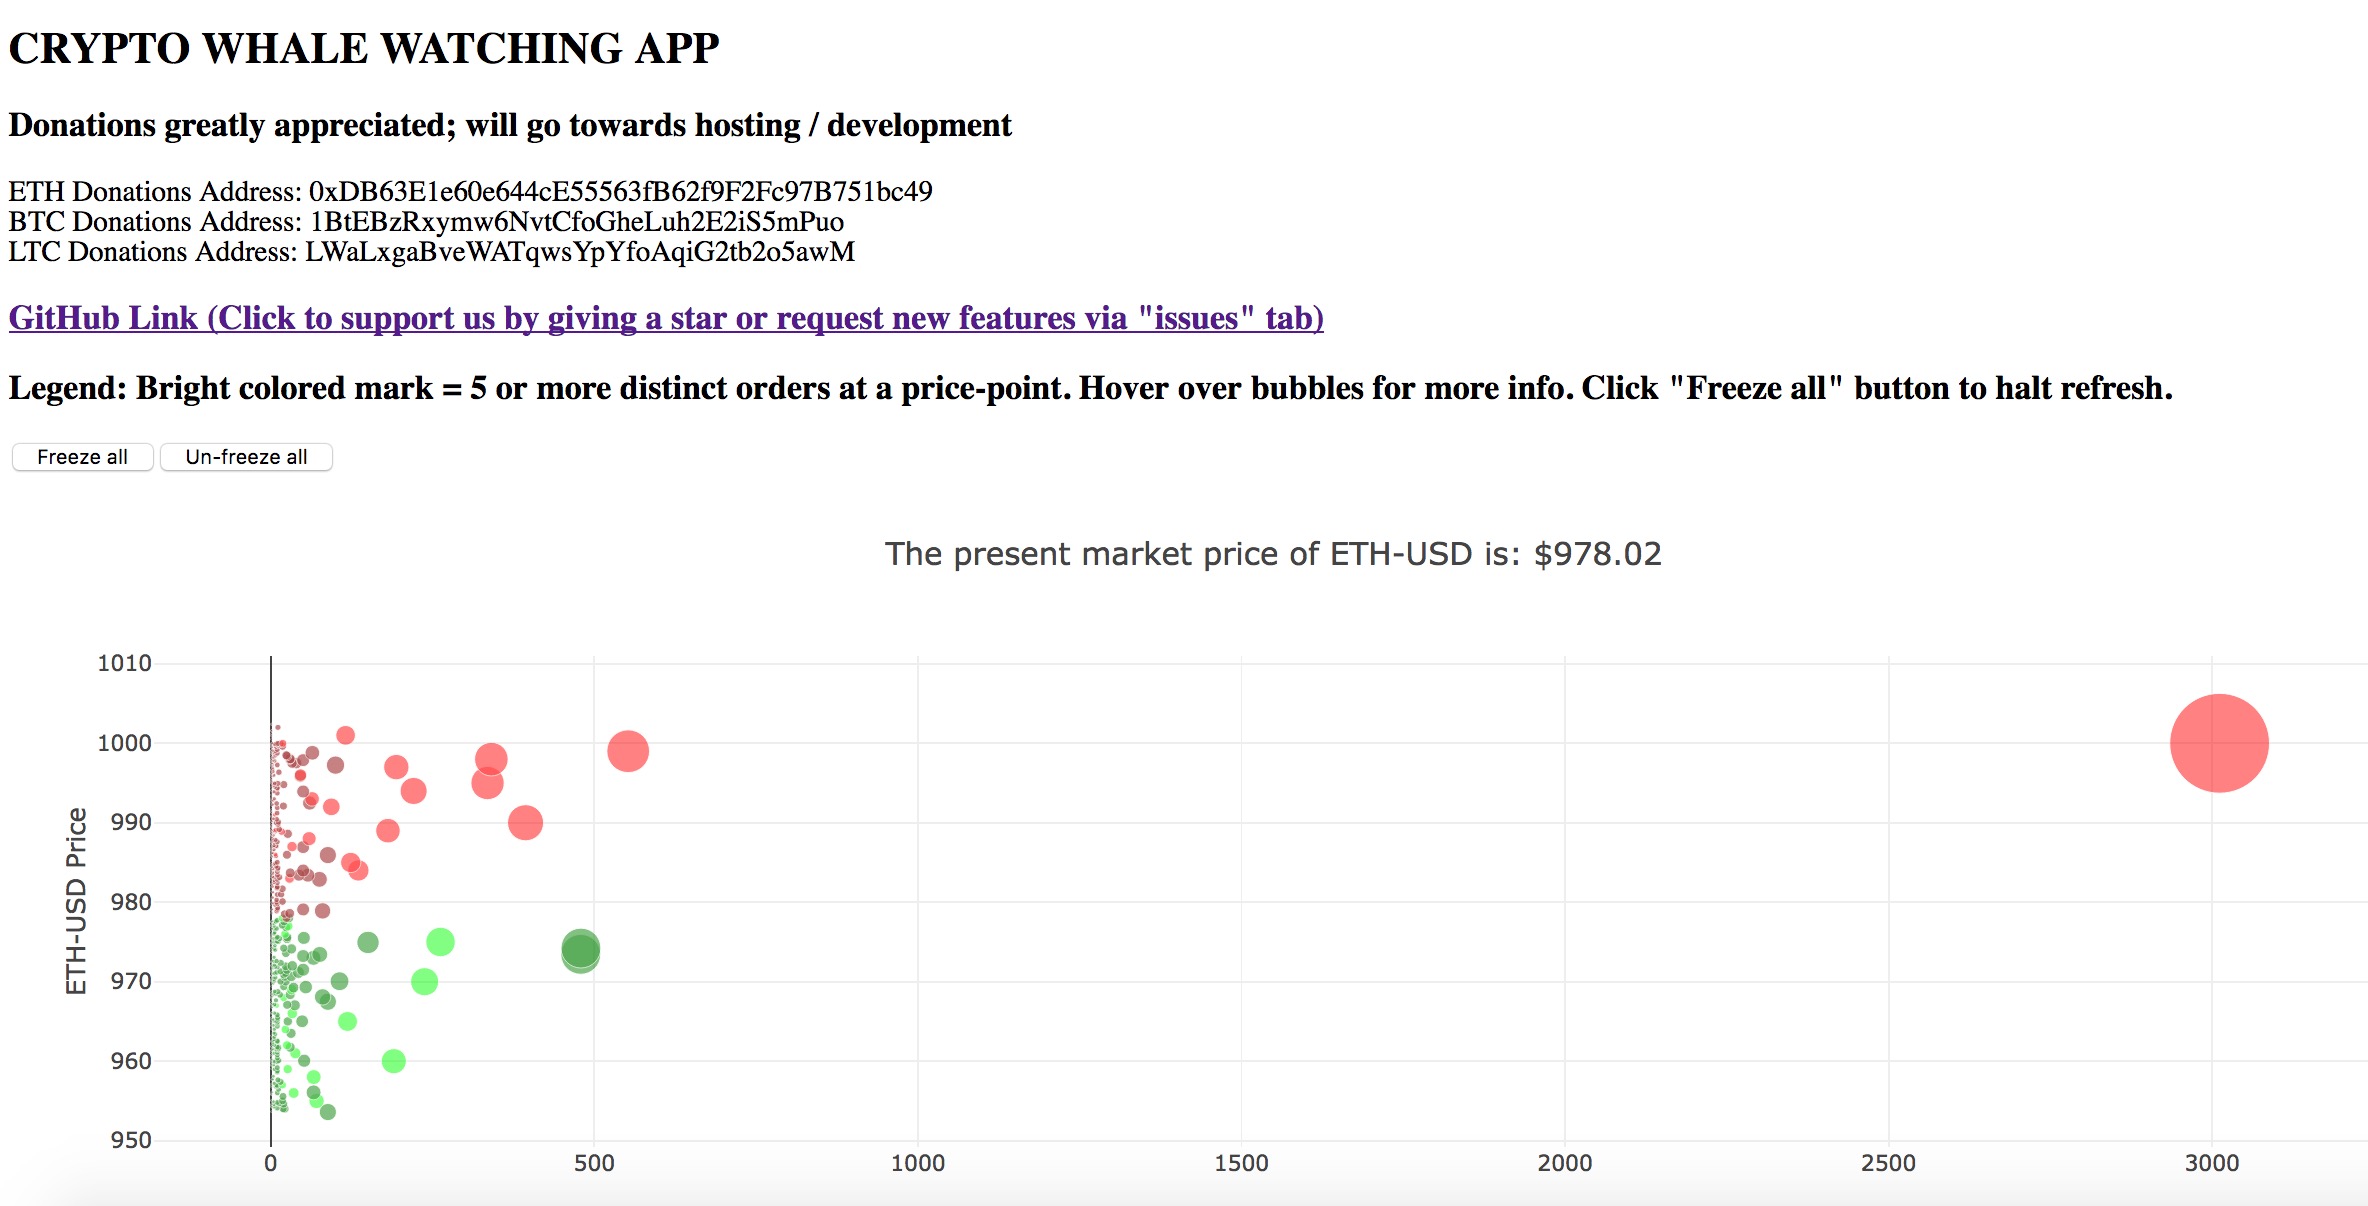 CRYPTO WHALE WATCHING APP
Donations greatly appreciated; will go towards hosting / development
ETH Donations Address: 0xDB63E1e60e644cE55563fB62f9F2Fc97B751bc49
BTC Donations Address: 1BtEBzRxymw6NvtCfoGheLuh2E2iS5mPuo
LTC Donations Address: LWaLxgaBveWATqwsYpYfoAqiG2tb2o5awM
GitHub Link (Click to support us by giving a star or request new features via "issues" tab)
Legend: Bright colored mark = 5 or more distinct orders at a price-point. Hover over bubbles for more info. Click "Freeze all" button to halt refresh.
Freeze all Un-freeze all
The present market price of ETH-USD is: $978.02
ETH-USD Price
1010
1000
990
980
970
960
950
0 500 1000 1500 2000 2500 3000